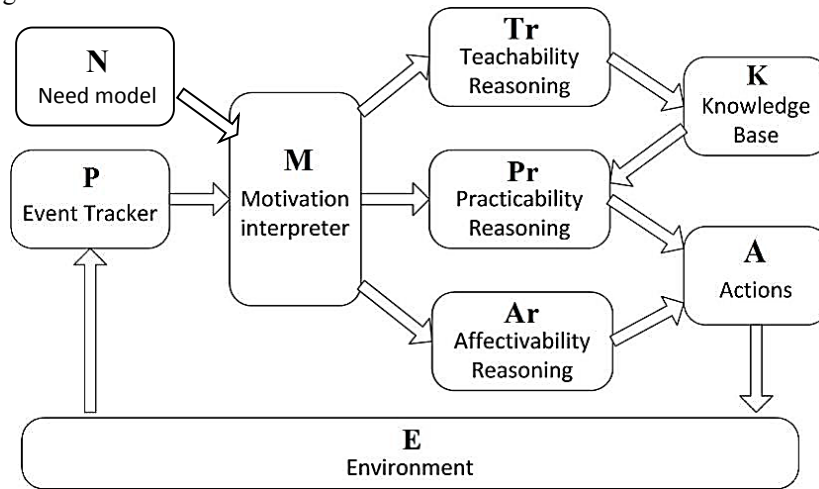 g
N
Need model
P
Event Tracker
M
Motivation
interpreter
Tr
Teachability
Reasoning
Pr
Practicability
Reasoning
Ar
Affectivability
Reasoning
K
Knowledge
Base
A
Actions
E
Environment